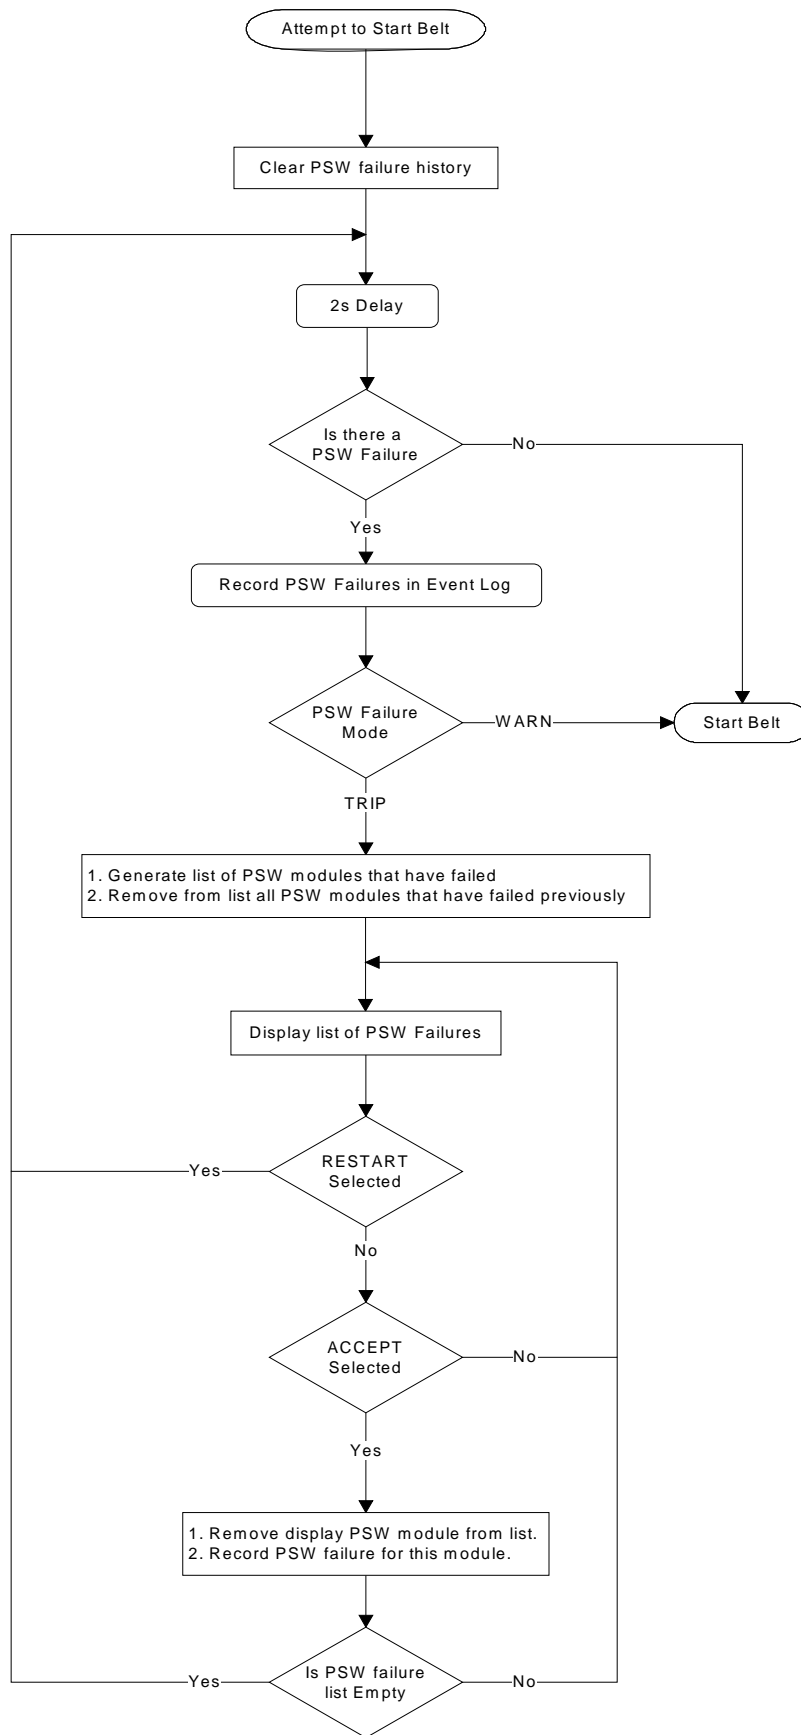 Attempt to Start Belt
Clear PSW failure history
2s Delay
Is there a
PSW Failure
No
Yes
Record PSW Failures in Event Log
PSW Failure
Mode
WARN
Start Belt
TRIP
1. Generate list of PSW modules that have failed
2. Remove from list all PSW modules that have failed previously
Display list of PSW Failures
RESTART
Selected
Yes
No
ACCEPT
Selected
No
Yes
1. Remove display PSW module from list.
2. Record PSW failure for this module.
Is PSW failure
list Empty
Yes
No